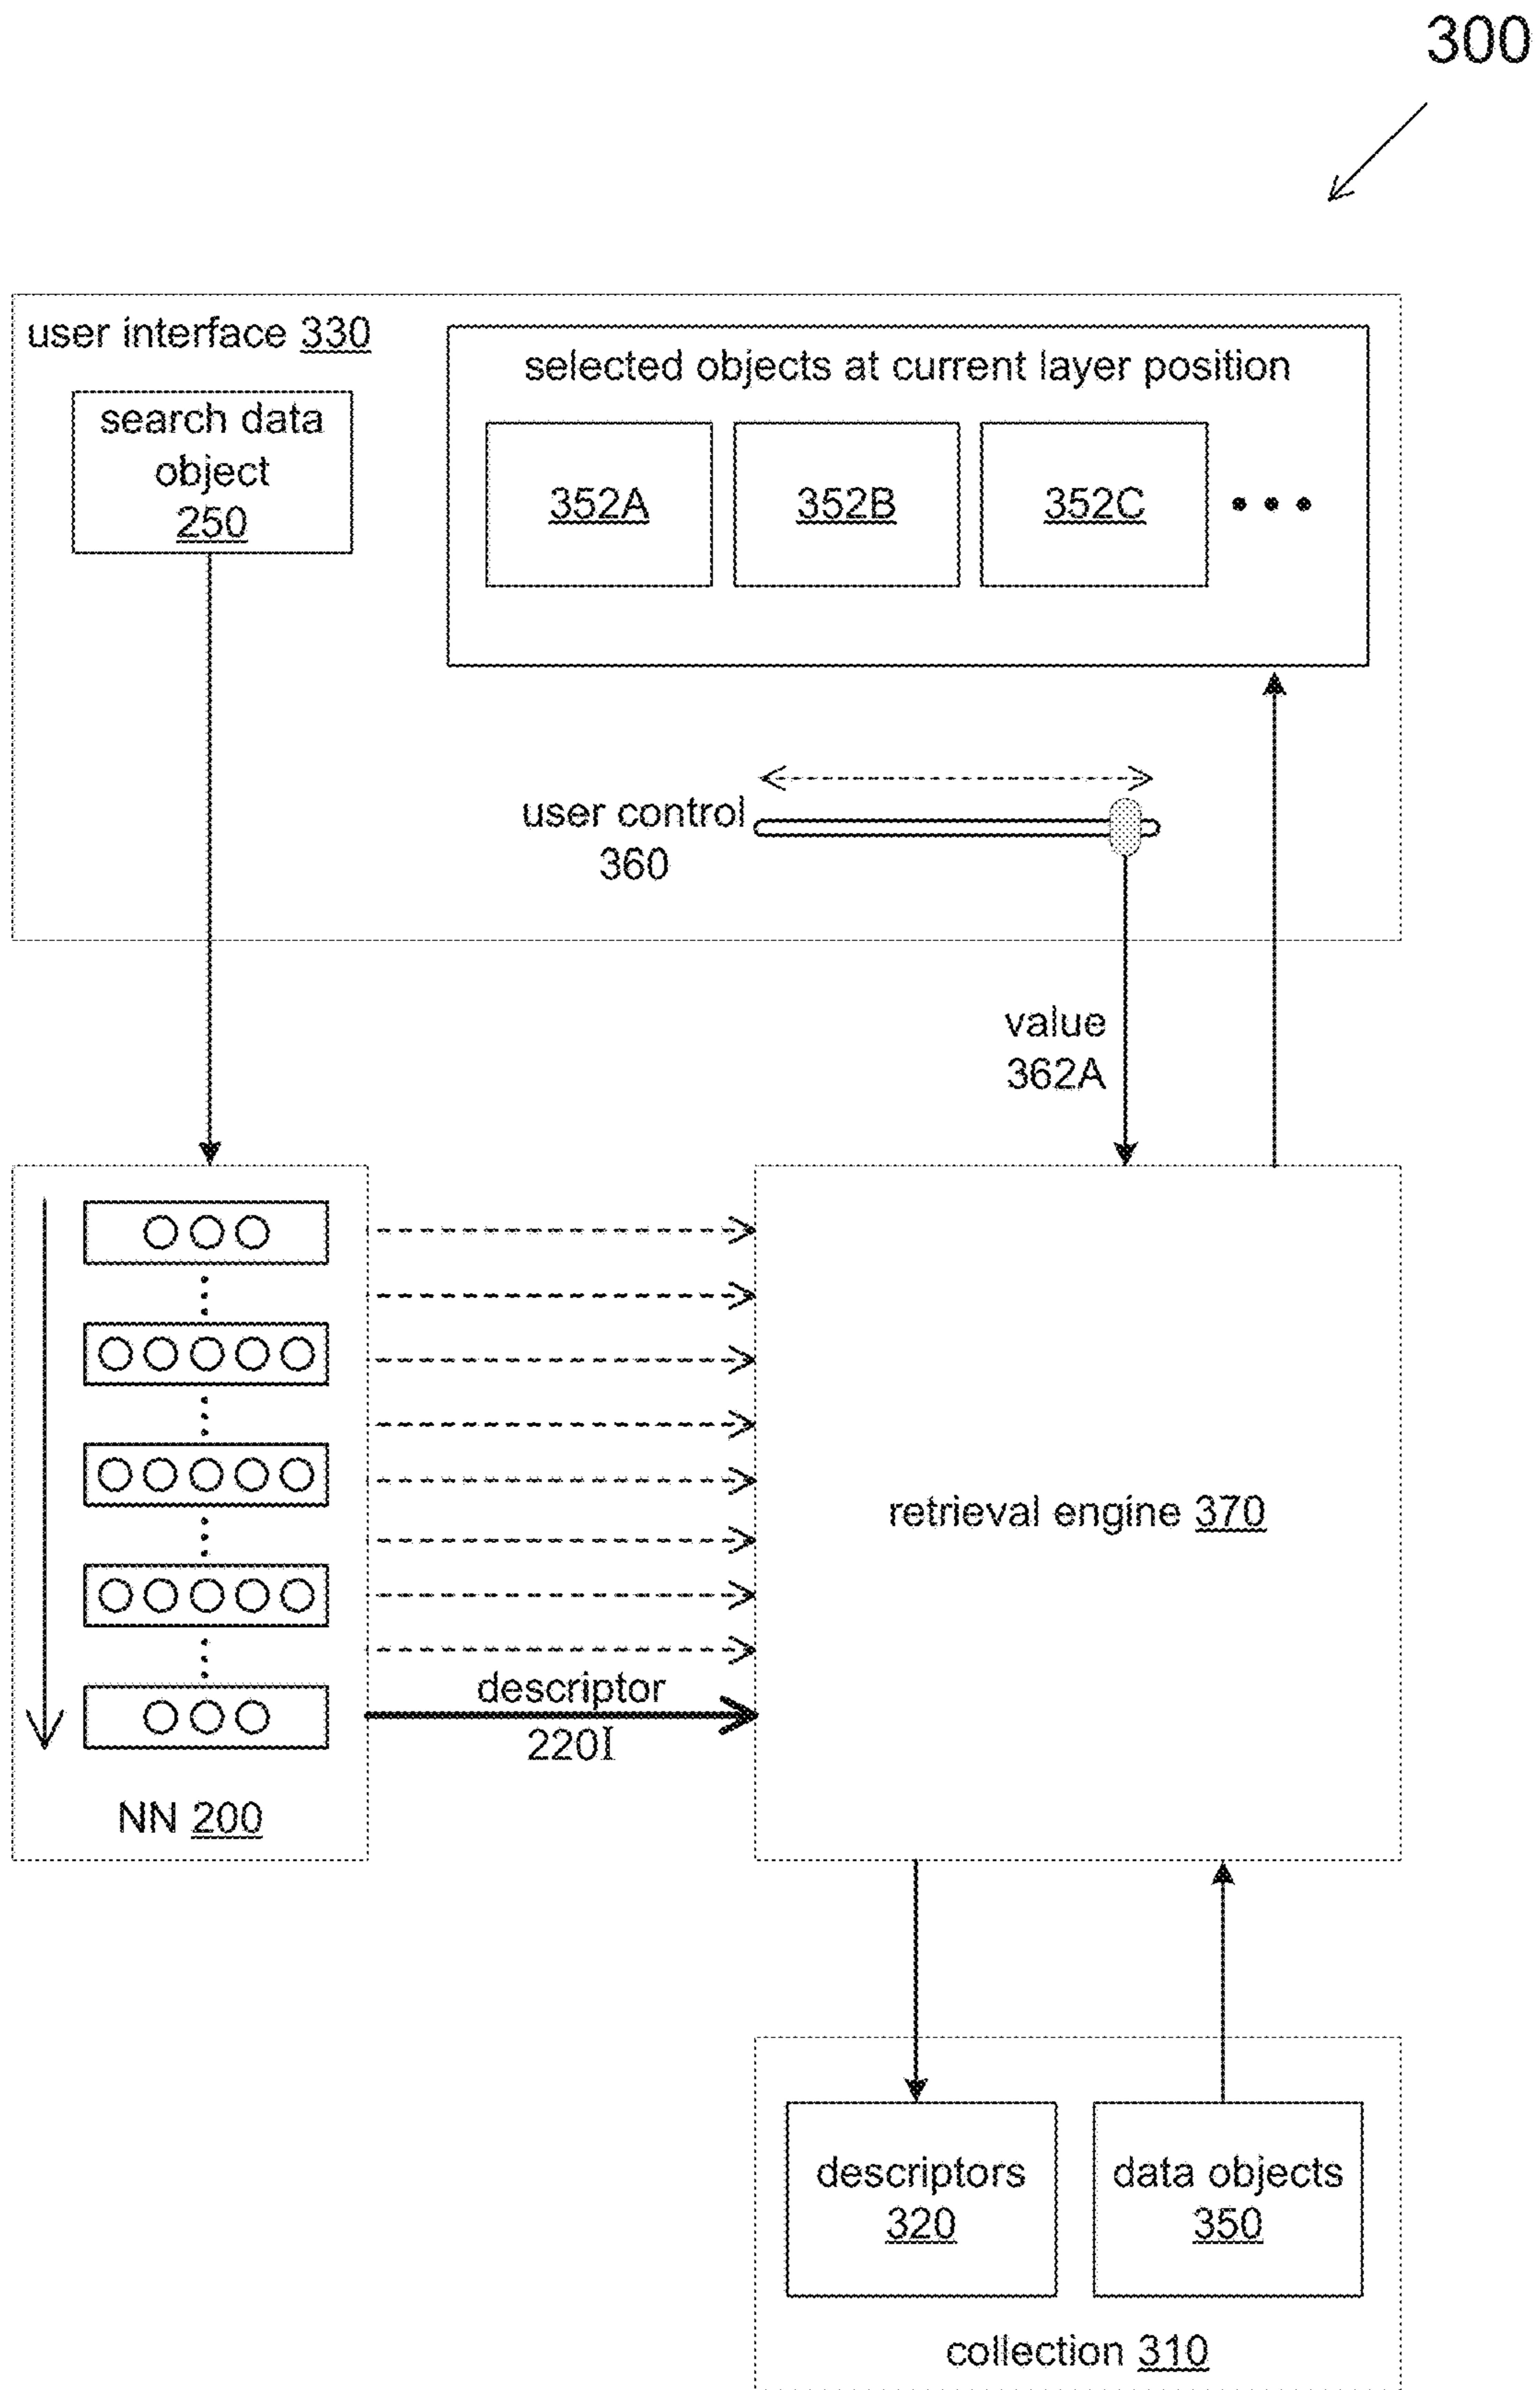 300
user interface 330
selected objects at current layer position
search data
object
250
352A
352B
352C
user control
360
value
362A
retrieval engine 370
descriptor
220I
NN 200
descriptors
320
data objects
350
collection 310